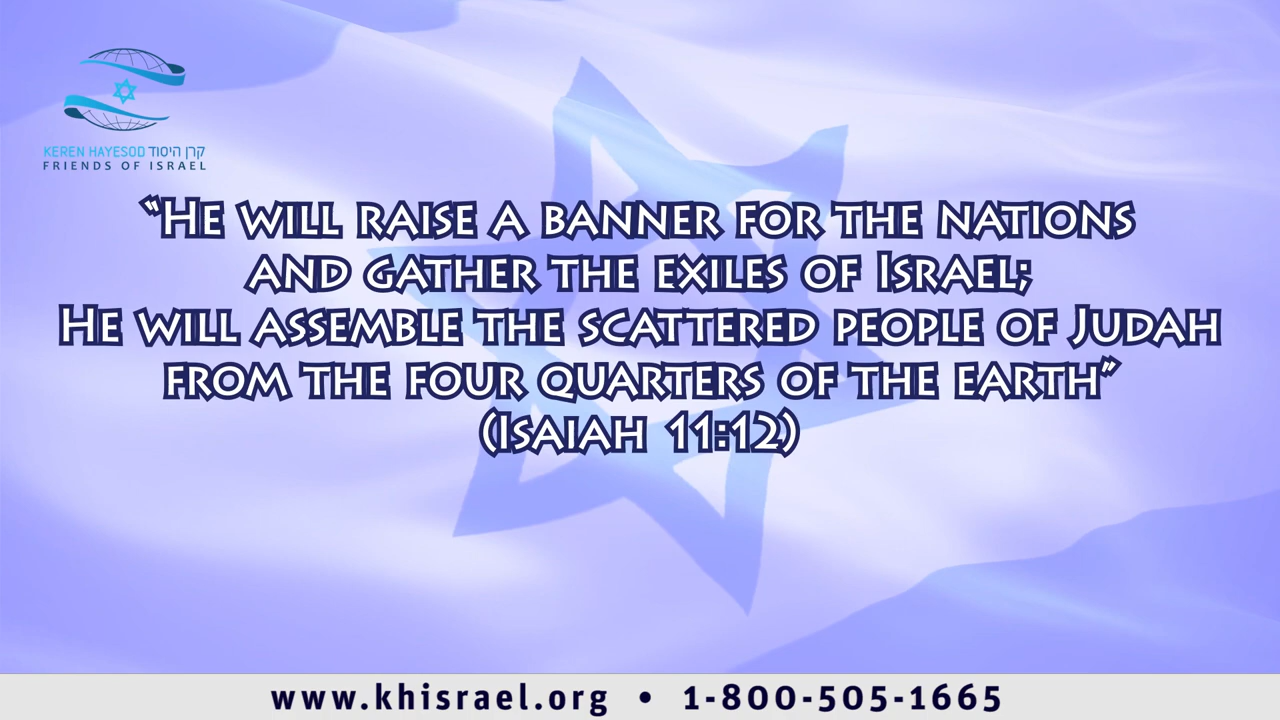 KEREN HAYESOD קרן היסוד
FRIENDS OF ISRAEL
“He will raise a banner for the nations
and gather the exiles of Israel;
He will assemble the scattered people of Judah
from the four quarters of the earth”
(Isaiah 11:12)
www.khisrael.org • 1-800-505-1665